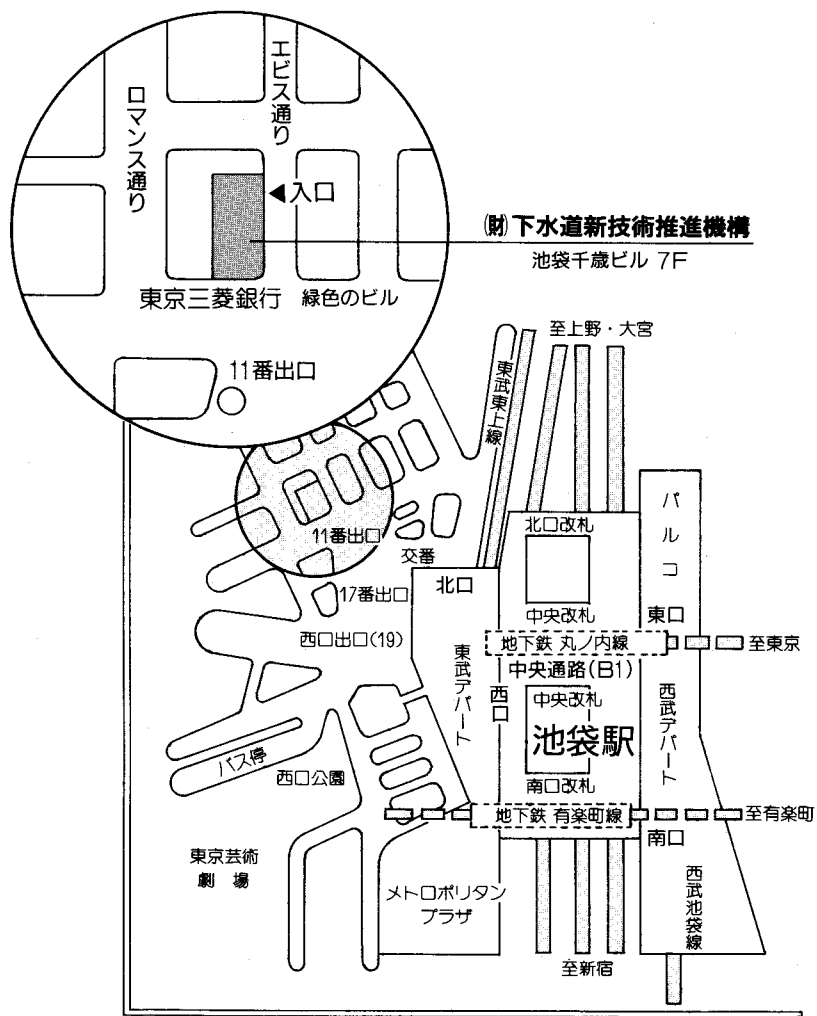 エビス通り
ロマンス通り
◀入口
㈶下水道新技術推進機構
池袋千歳ビル 7F
東京三菱銀行
緑色のビル
11番出口
至上野・大宮
東武東上線
パルコ
北口改札
11番出口
交番
北口
17番出口
中央改札
東口
西口出口(19)
地下鉄 丸ノ内線
至東京
東武デパート
中央通路(B1)
西口
中央改札
西武デパート
池袋駅
バス停
西口公園
南口改札
地下鉄 有楽町線
至有楽町
南口
東京芸術
劇 場
メトロポリタン
プラザ
西武池袋線
至新宿